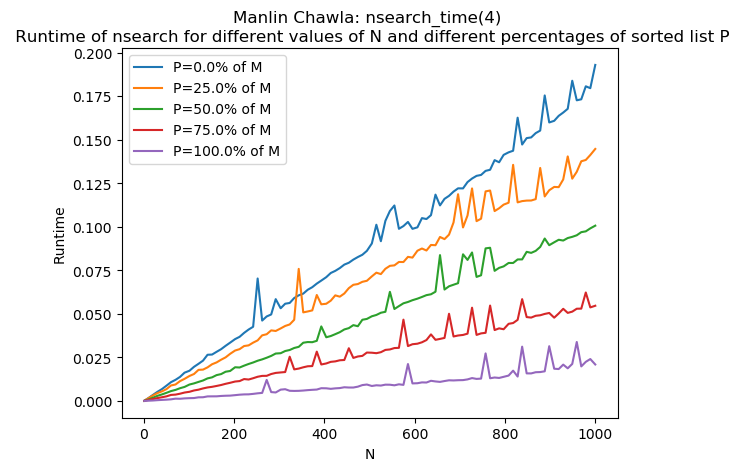 Manlin Chawla: nsearch_time(4)
Runtime of nsearch for different values of N and different percentages of sorted list P
0.200
0.175
0.150
0.125
0.100
0.075
0.050
0.025
0.000
Runtime
P=0.0% of M
P=25.0% of M
P=50.0% of M
P=75.0% of M
P=100.0% of M
0
200
400
600
800
1000
N